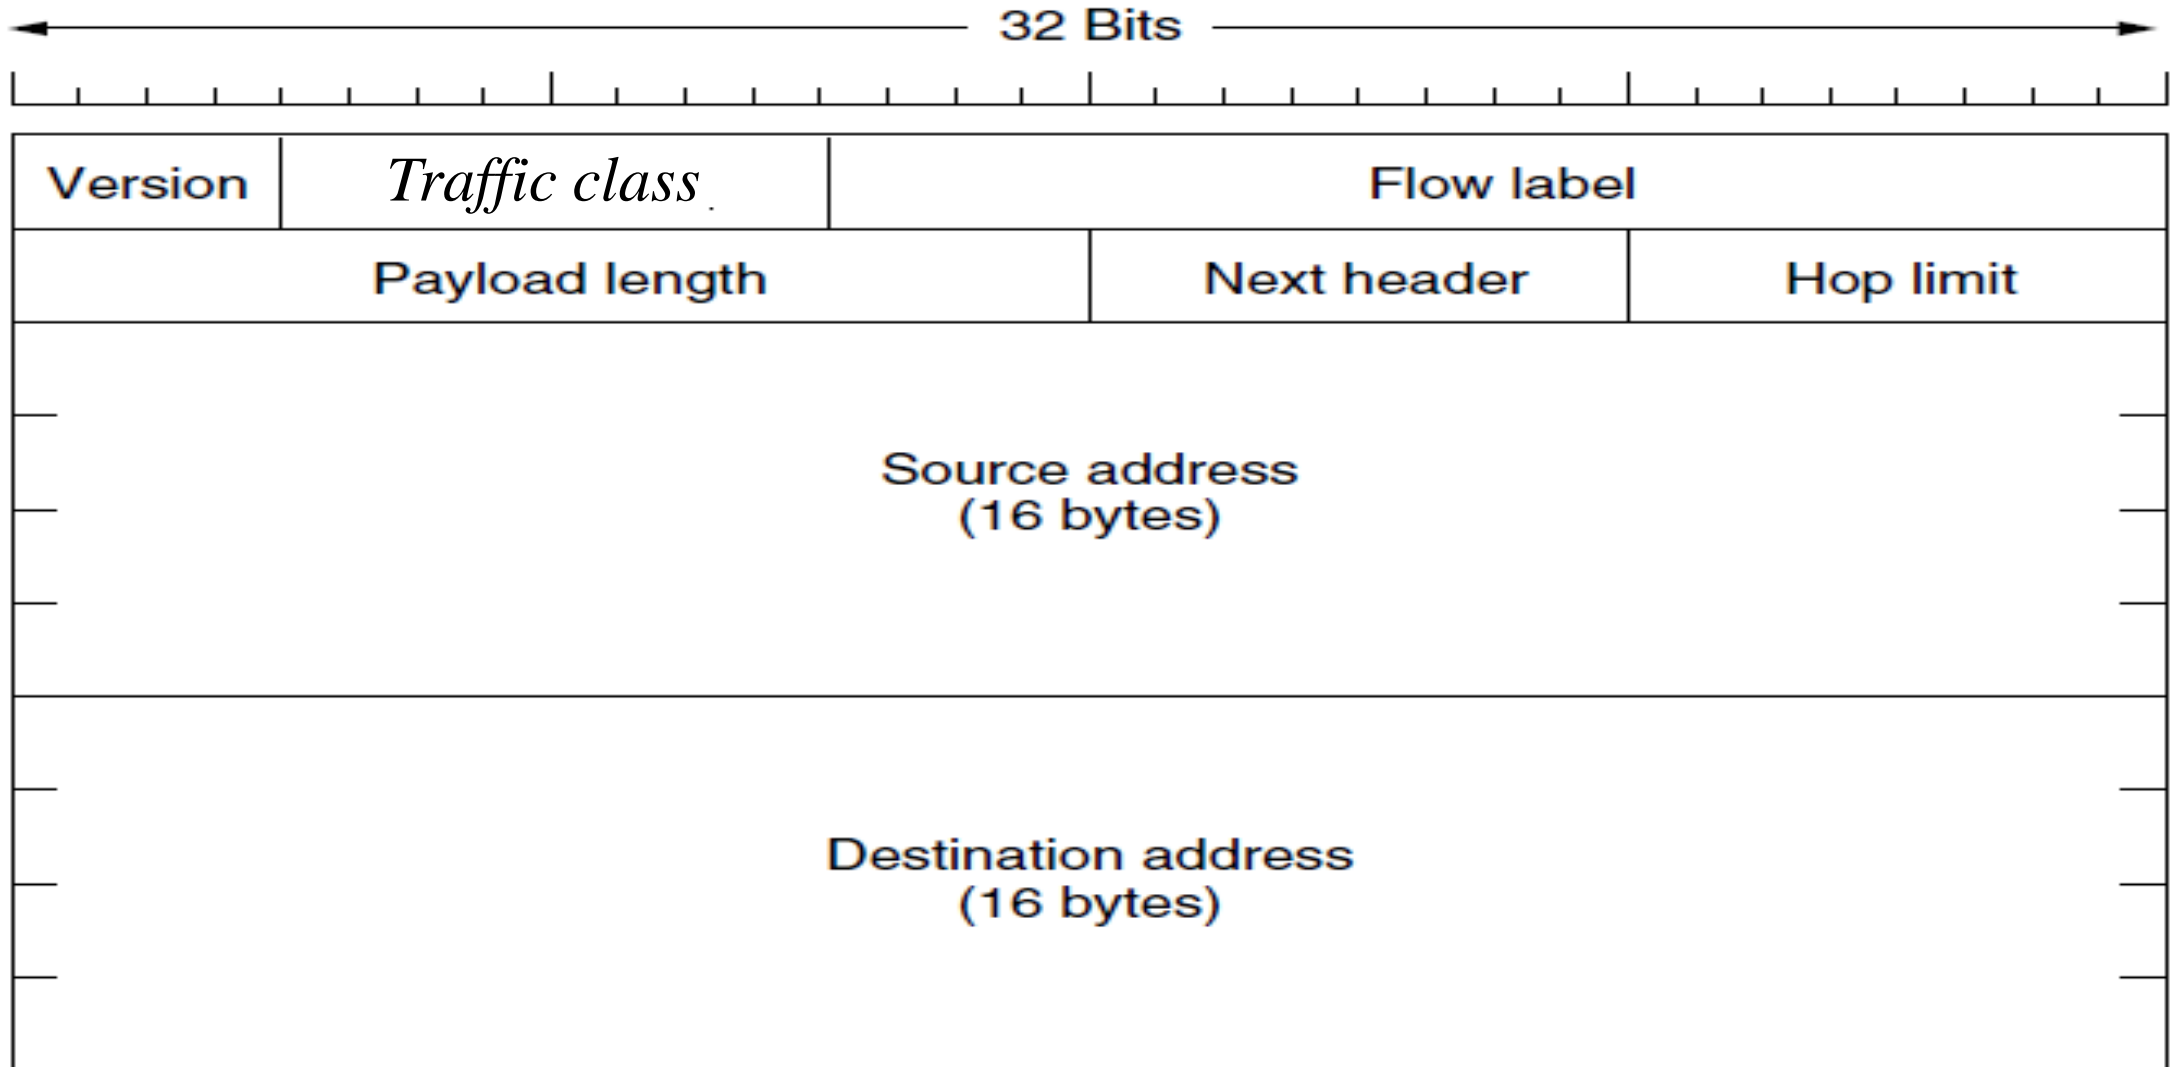 32 Bits
Version Traffic class . Flow label
Payload length Next header Hop limit
Source address
(16 bytes)
Destination address
(16 bytes)